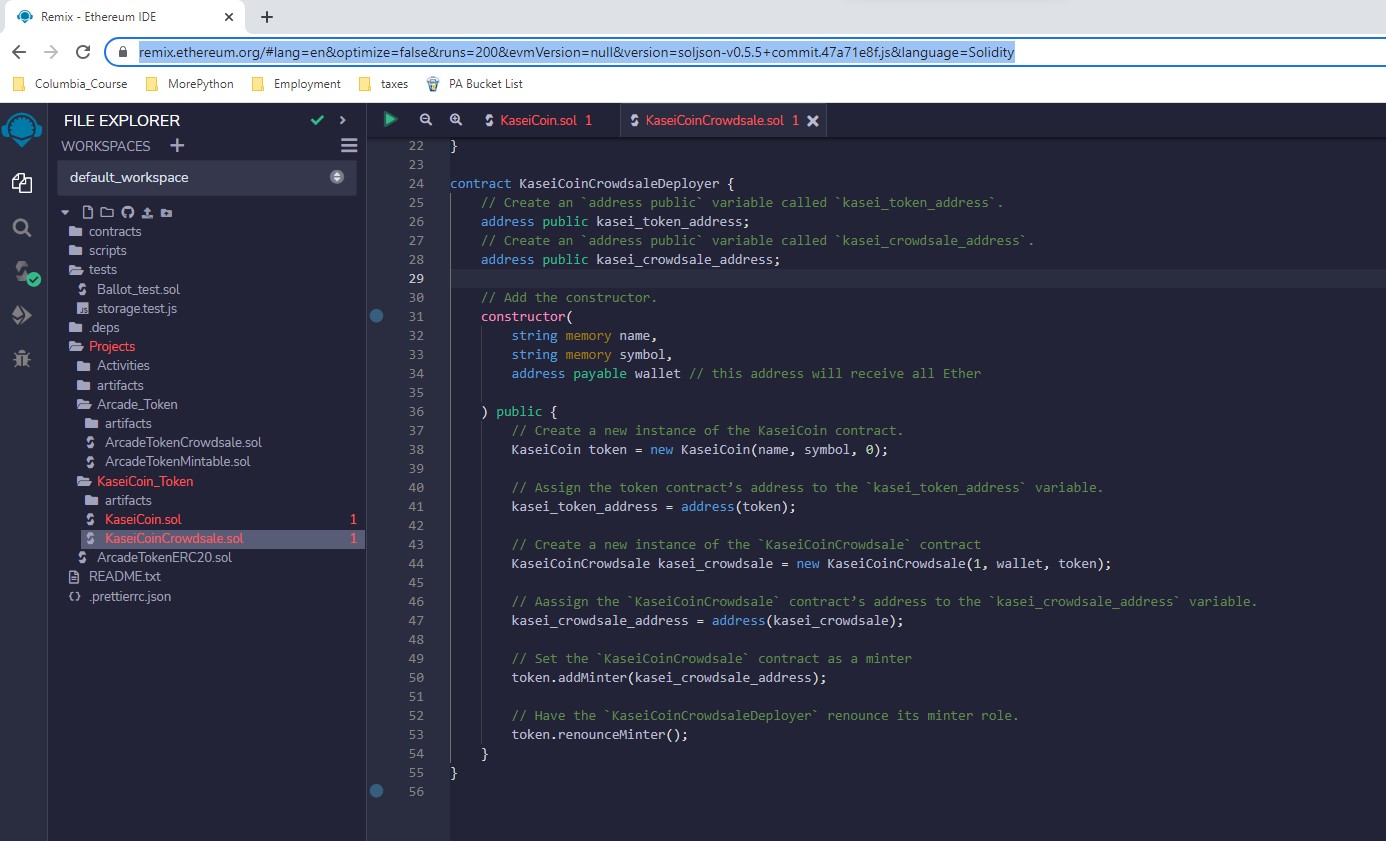 Remix - Ethereum IDE
remix.ethereum.org/#lang=en&optimize=false&runs=200&evmVersion=null&version=soljson-v0.5.5+commit.47a71e8f.js&language=Solidity
Columbia_Course MorePython Employment taxes PA Bucket List
FILE EXPLORER
WORKSPACES
default_workspace
contracts
scripts
tests
Ballot_test.sol
storage.test.js
.deps
Projects
Activities
artifacts
Arcade_Token
artifacts
ArcadeTokenCrowdsale.sol
ArcadeTokenMintable.sol
KaseiCoin_Token
artifacts
KaseiCoin.sol 1
KaseiCoinCrowdsale.sol 1
ArcadeTokenERC20.sol
README.txt
.prettierrc.json
KaseiCoin.sol 1 KaseiCoinCrowdsale.sol 1
22 }
23
24 contract KaseiCoinCrowdsaleDeployer {
25 // Create an `address public` variable called `kasei_token_address`.
26 address public kasei_token_address;
27 // Create an `address public` variable called `kasei_crowdsale_address`.
28 address public kasei_crowdsale_address;
29
30 // Add the constructor.
31 constructor(
32 string memory name,
33 string memory symbol,
34 address payable wallet // this address will receive all Ether
35
36 ) public {
37 // Create a new instance of the KaseiCoin contract.
38 KaseiCoin token = new KaseiCoin(name, symbol, 0);
39
40 // Assign the token contract’s address to the `kasei_token_address` variable.
41 kasei_token_address = address(token);
42
43 // Create a new instance of the `KaseiCoinCrowdsale` contract
44 KaseiCoinCrowdsale kasei_crowdsale = new KaseiCoinCrowdsale(1, wallet, token);
45
46 // Aassign the `KaseiCoinCrowdsale` contract’s address to the `kasei_crowdsale_address` variable.
47 kasei_crowdsale_address = address(kasei_crowdsale);
48
49 // Set the `KaseiCoinCrowdsale` contract as a minter
50 token.addMinter(kasei_crowdsale_address);
51
52 // Have the `KaseiCoinCrowdsaleDeployer` renounce its minter role.
53 token.renounceMinter();
54 }
55 }
56